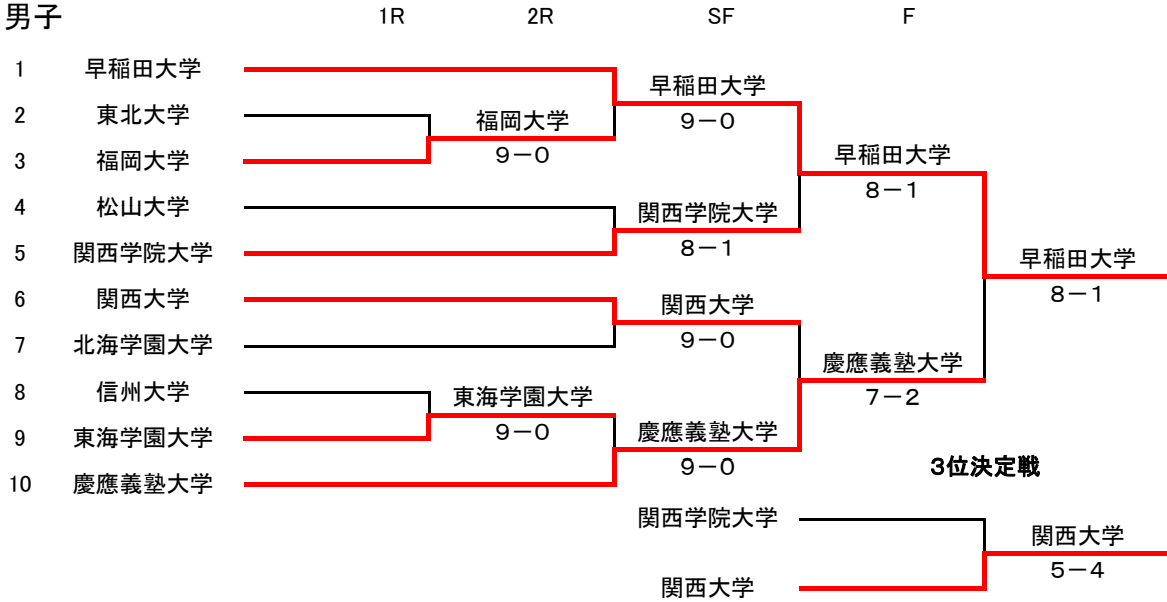 男子 1R 2R SF F
1 早稲田大学
早稲田大学
2 東北大学
福岡大学
9－0
9－0
3 福岡大学
早稲田大学
8－1
4 松山大学
関西学院大学
8－1
5 関西学院大学
早稲田大学
8－1
6 関西大学
関西大学
9－0
7 北海学園大学
慶應義塾大学
7－2
8 信州大学
東海学園大学
9－0
9 東海学園大学
慶應義塾大学
9－0
3位決定戦
10 慶應義塾大学
関西学院大学
関西大学
5－4
関西大学